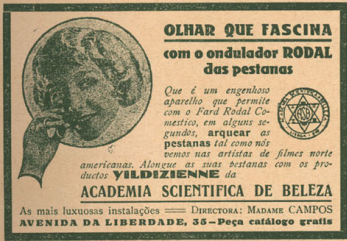 OLHAR QUE FASCINA
com o ondulador RODAL
das pestanas
Que é um engenhoso
aparelho que permite
com o Fard Rodal Co-
mestico, em alguns se-
gundos, arquear as
pestanas tal como nós
vemos nas artistas de filmes norte
americanas. Alongue as suas pestanas com os pro-
ductos YILDIZIENNE da
ACADEMIA SCIENTIFICA DE BELEZA
As mais luxuosas instalações == DIRECTORA: MADAME CAMPOS
AVENIDA DA LIBERDADE, 35—Peça catálogo gratis